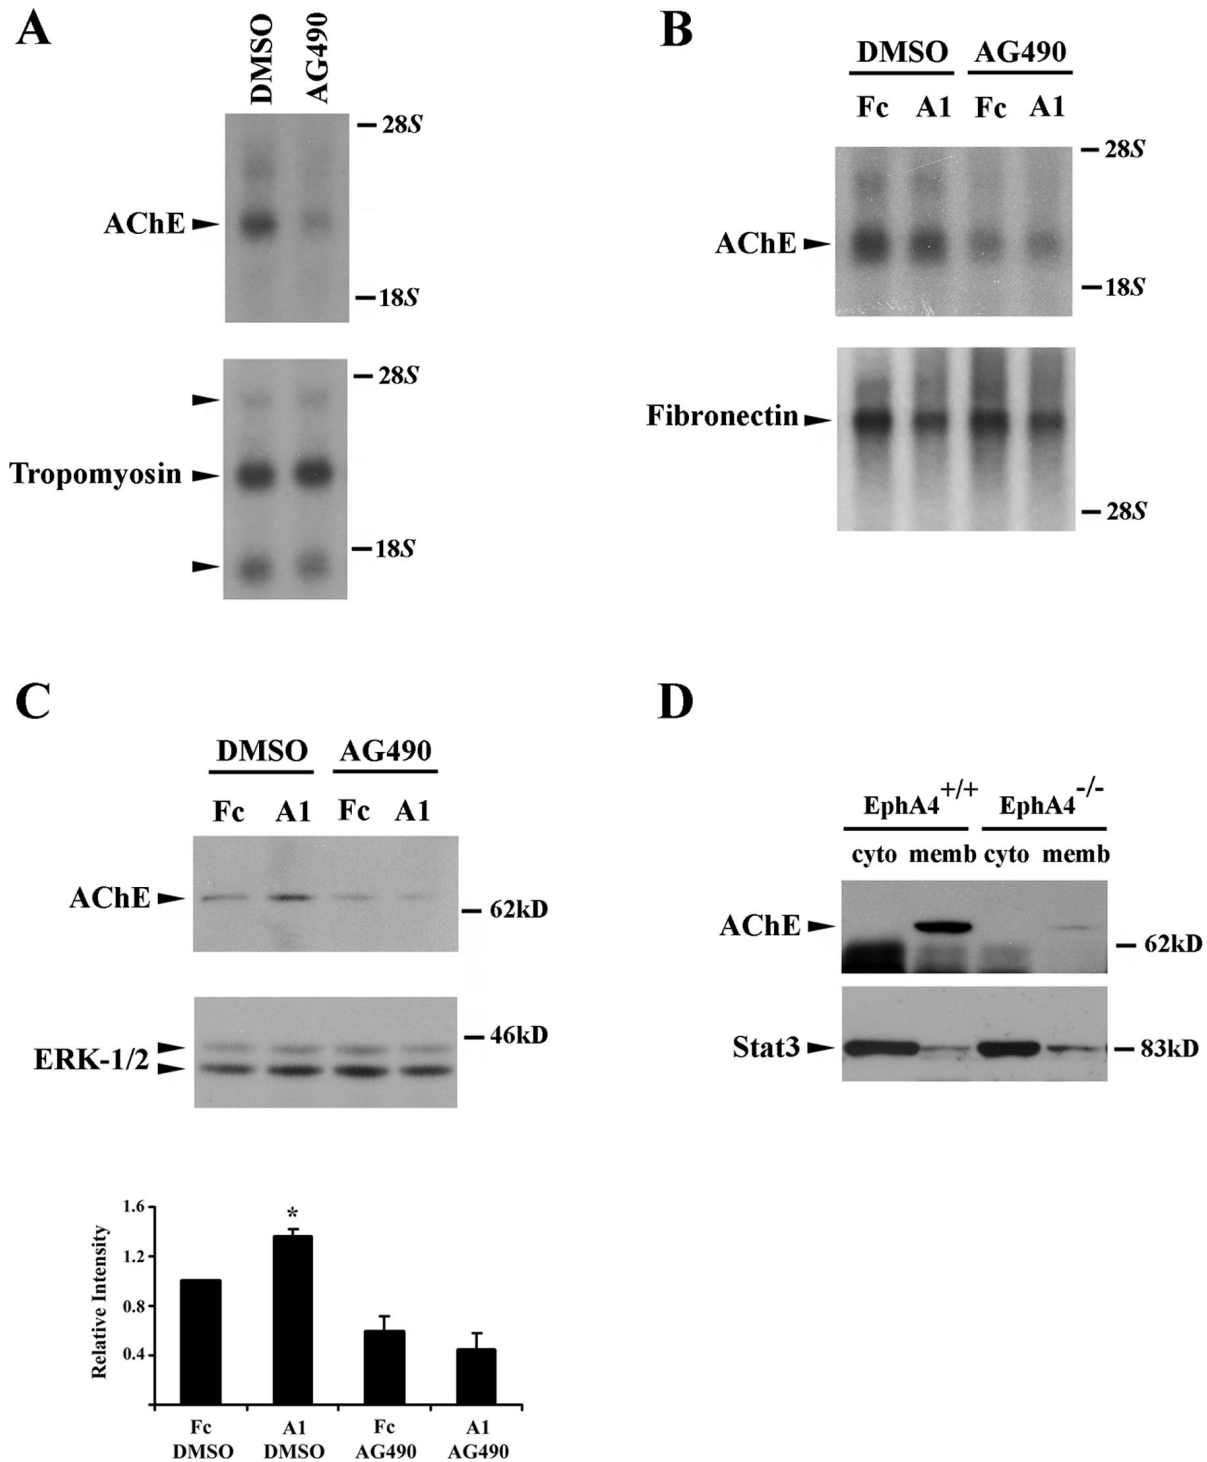 A
DMSO
AG490
28S
AChE
18S
28S
Tropomyosin
18S
B
DMSO AG490
Fc A1 Fc A1
28S
AChE
18S
Fibronectin
28S
C
DMSO AG490
Fc A1 Fc A1
AChE
62kD
46kD
ERK-1/2
1.6
1.2
0.8
0.4
Relative Intensity
*
Fc A1 Fc A1
DMSO DMSO AG490 AG490
D
EphA4+/+ EphA4-/-
cyto memb cyto memb
AChE
62kD
Stat3
83kD